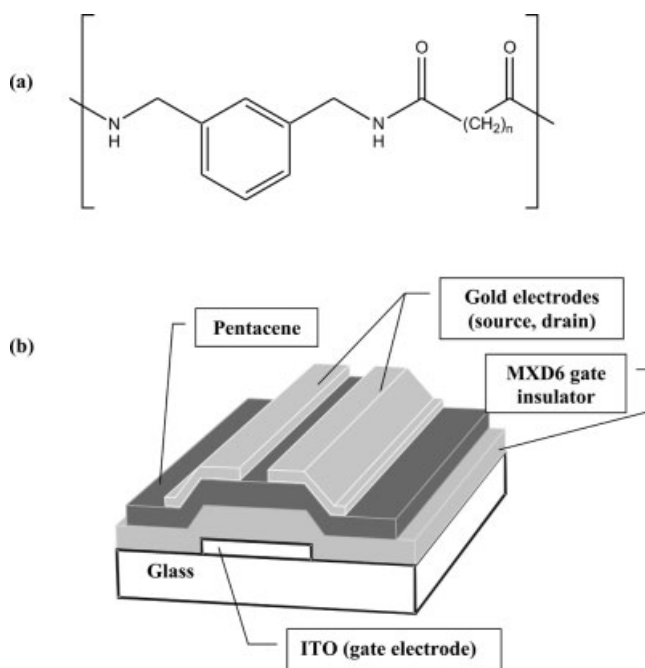 (a)
O
O
N
H
N
H
(CH₂)ₙ
Gold electrodes
(source, drain)
Pentacene
(b)
MXD6 gate
insulator
Glass
ITO (gate electrode)